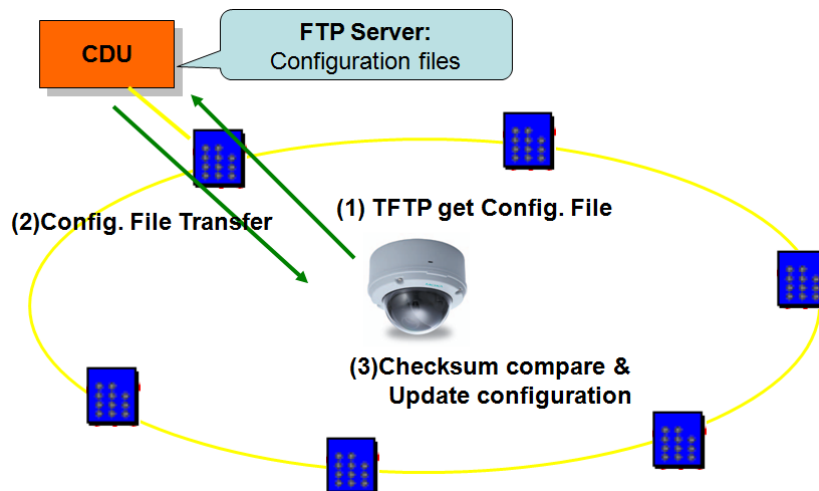 FTP Server:
Configuration files
CDU
(1) TFTP get Config. File
(2)Config. File Transfer
(3)Checksum compare &
Update configuration